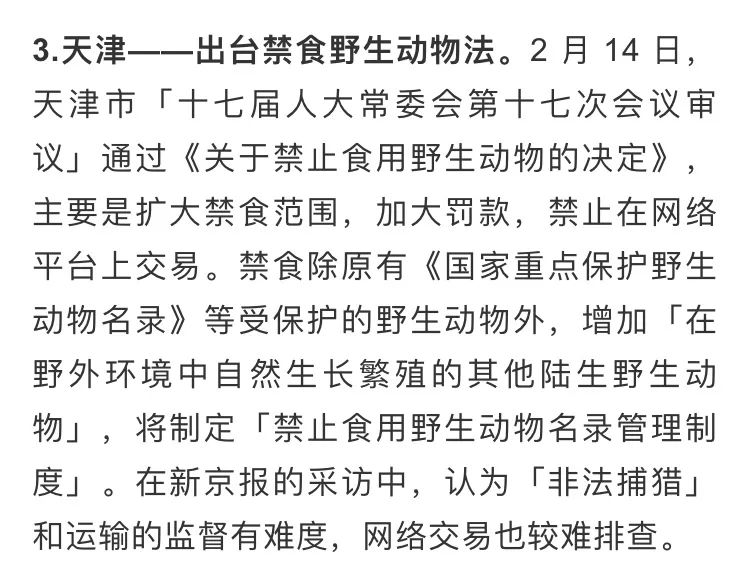 3.天津——出台禁食野生动物法。2 月 14 日，
天津市「十七届人大常委会第十七次会议审
议」通过《关于禁止食用野生动物的决定》，
主要是扩大禁食范围，加大罚款，禁止在网络
平台上交易。禁食除原有《国家重点保护野生
动物名录》等受保护的野生动物外，增加「在
野外环境中自然生长繁殖的其他陆生野生动
物」，将制定「禁止食用野生动物名录管理制
度」。在新京报的采访中，认为「非法捕猎」
和运输的监督有难度，网络交易也较难排查。